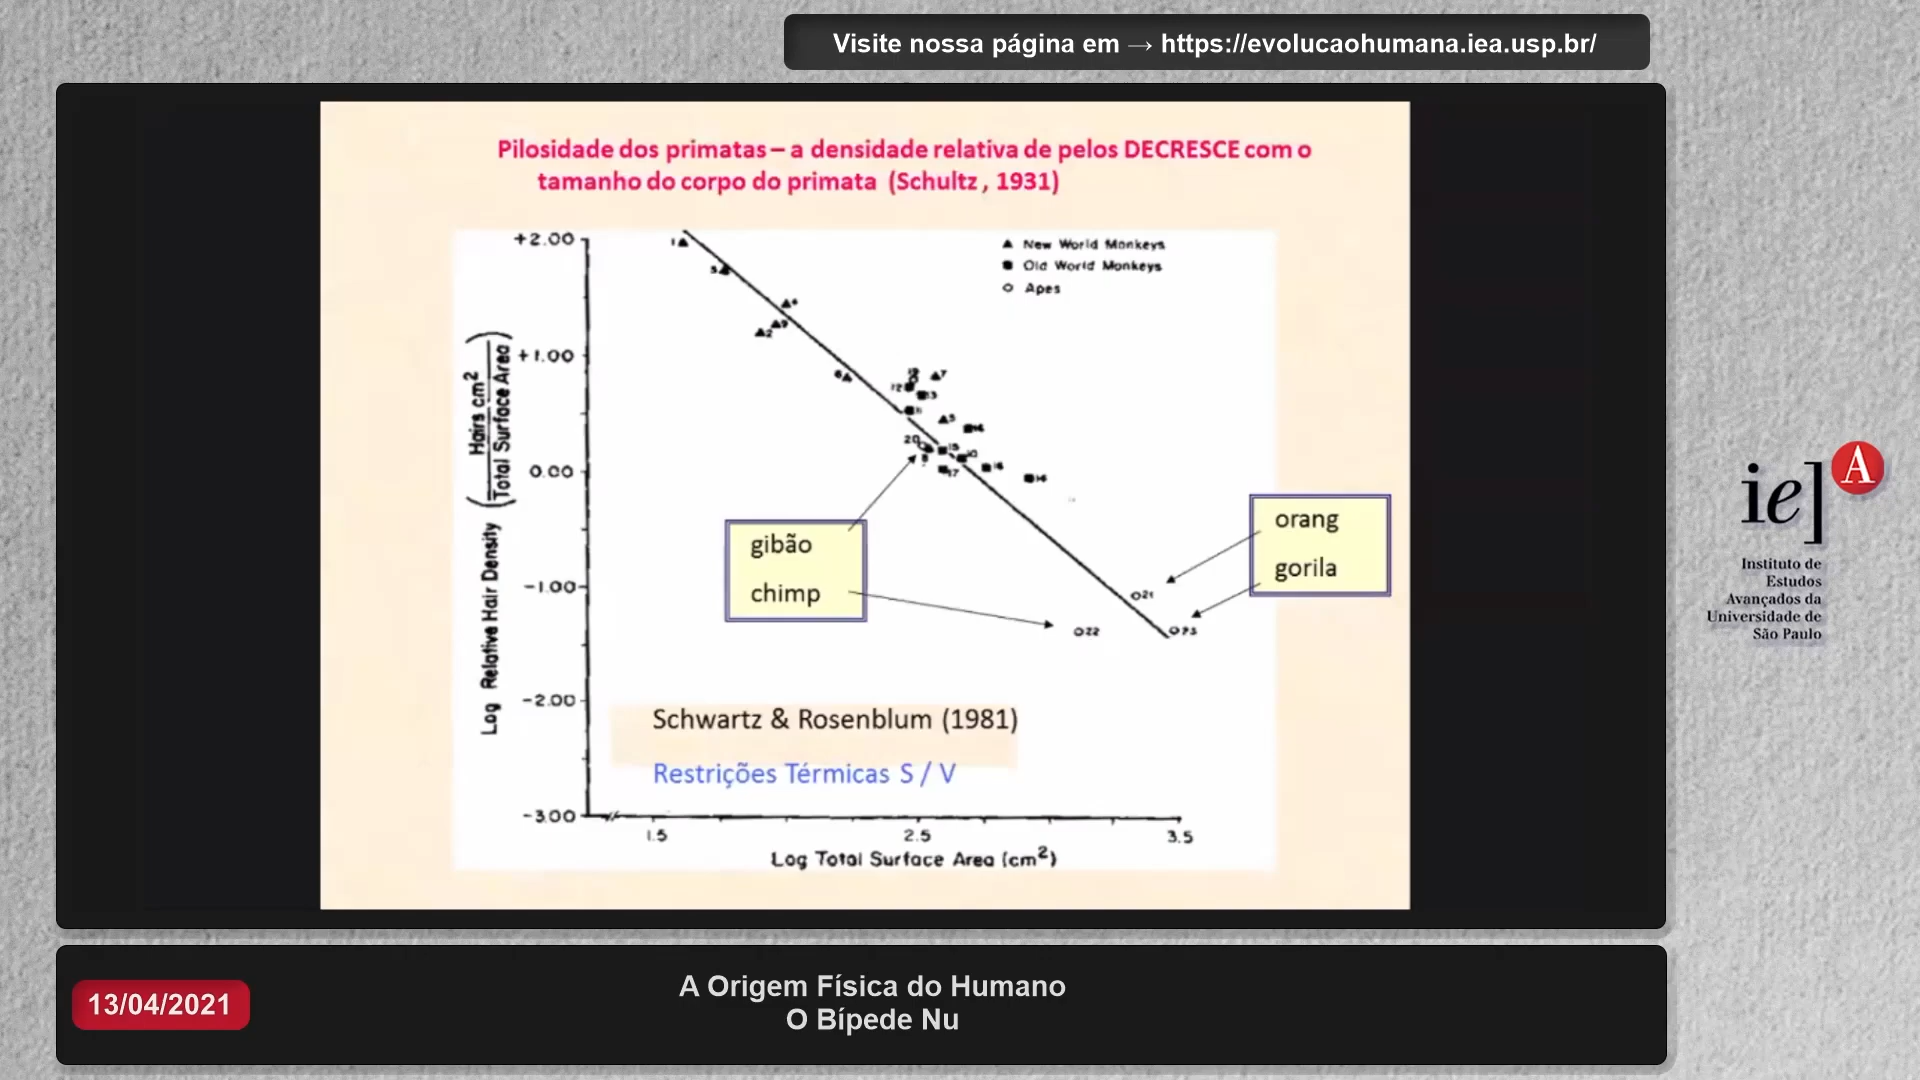 Visite nossa página em → https://evolucaohumana.iea.usp.br/
Pilosidade dos primatas – a densidade relativa de pelos DECRESCE com o
tamanho do corpo do primata (Schultz , 1931)
+2.00
+1.00
0.00
-1.00
-2.00
-3.00
Log Relative Hair Density (Hairs cm2
Total Surface Area)
New World Monkeys
Old World Monkeys
Apes
gibão
chimp
orang
gorila
20
21
22
Schwartz & Rosenblum (1981)
Restrições Térmicas S / V
1.5
2.5
3.5
Log Total Surface Area (cm2)
ie] A
Instituto de
Estudos
Avançados da
Universidade de
São Paulo
13/04/2021
A Origem Física do Humano
O Bípede Nu